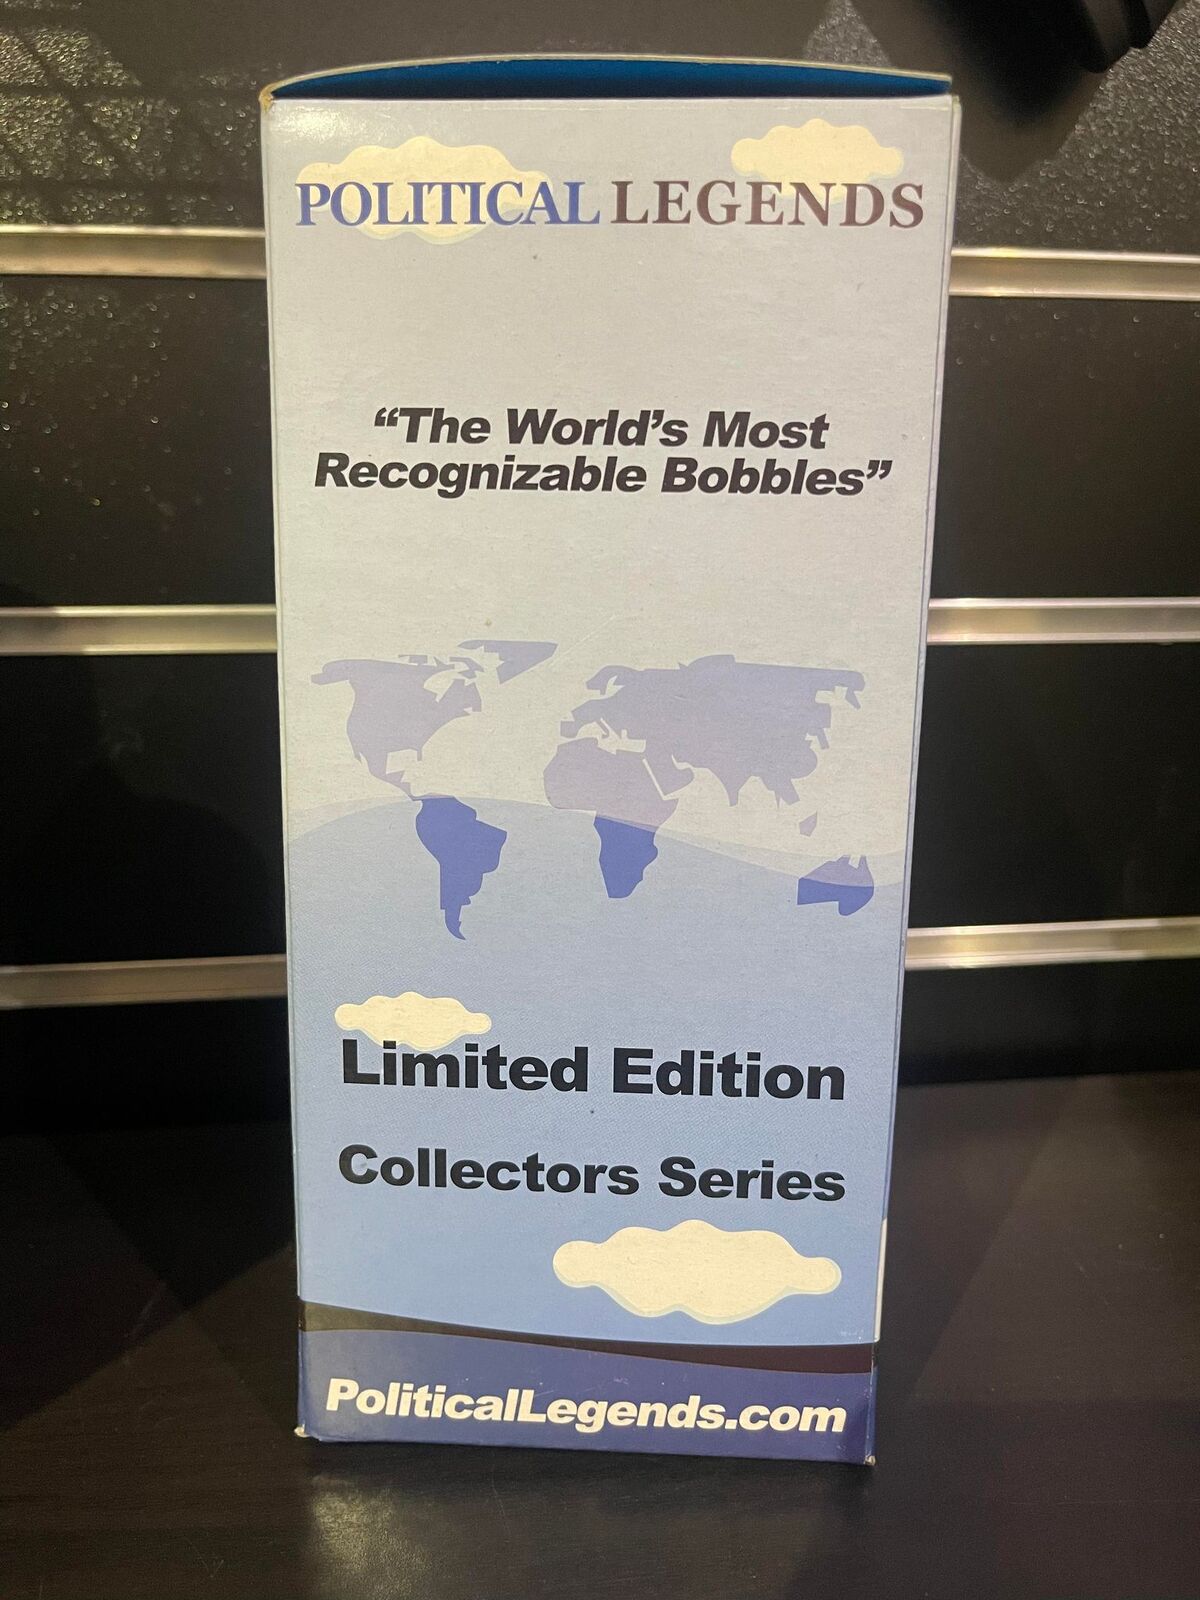 POLITICAL LEGENDS
“The World’s Most
Recognizable Bobbles”
Limited Edition
Collectors Series
PoliticalLegends.com